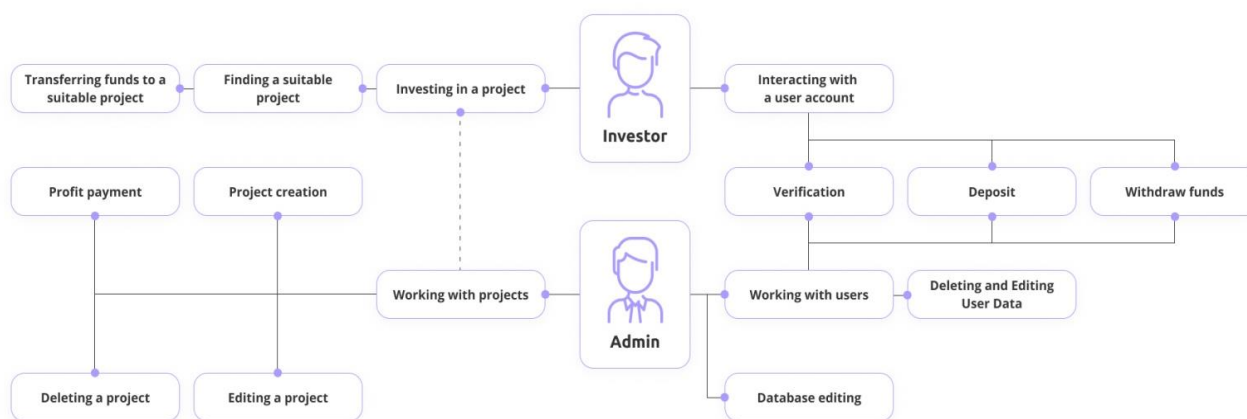 Transferring funds to a
suitable project
Finding a suitable
project
Investing in a project
Investor
Interacting with
a user account
Profit payment
Project creation
Verification
Deposit
Withdraw funds
Working with projects
Admin
Working with users
Deleting and Editing
User Data
Deleting a project
Editing a project
Database editing